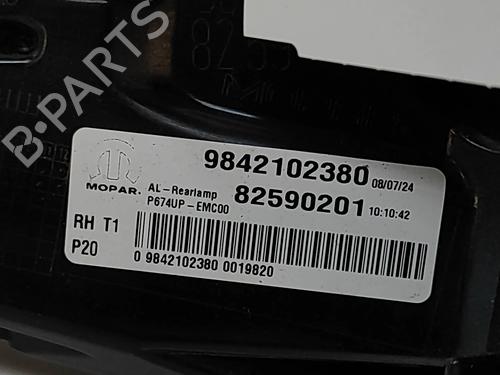 B-PARTS
9842102380 08/07/24
MOPAR.
AL-Rearlamp 82590201 10:10:42
P674UP-EMC00
RH T1
P20
0 9842102380 0019820